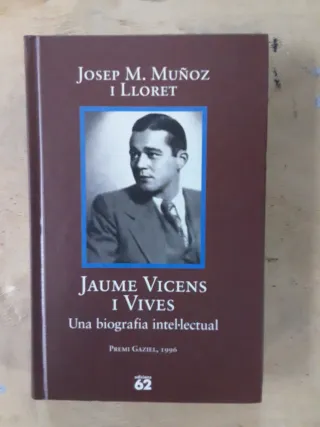 JOSEP M. MUÑOZ
I LLORET
JAUME VICENS
I VIVES
Una biografia intel·lectual
PREMI GAZIEL, 1996
edicions
62